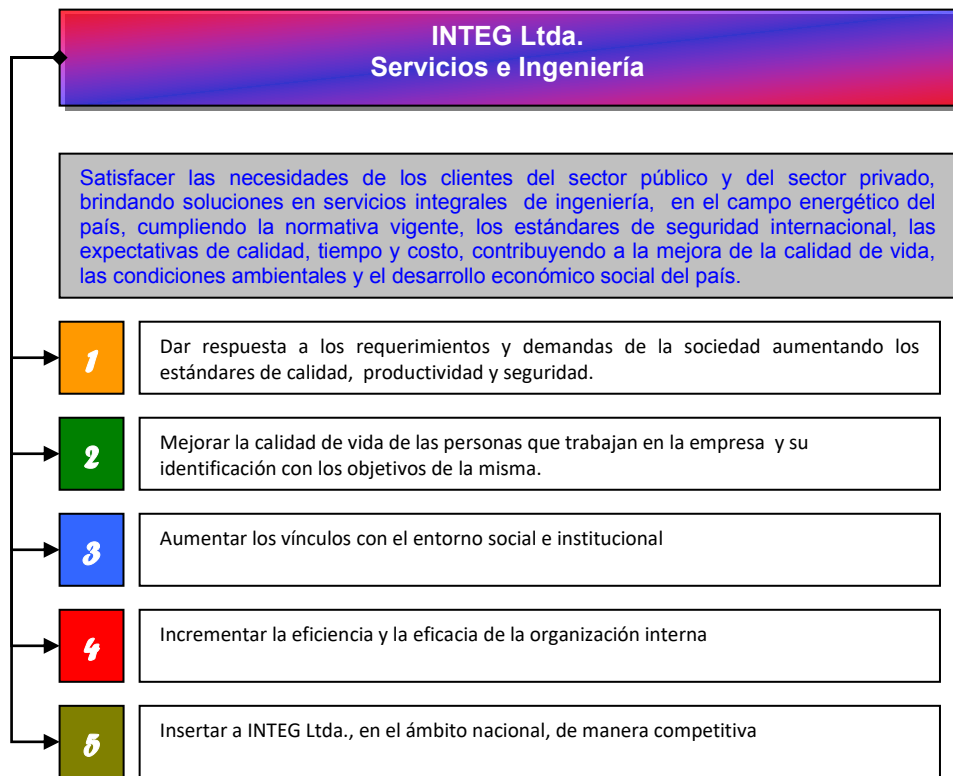 INTEG Ltda.
Servicios e Ingeniería
Satisfacer las necesidades de los clientes del sector público y del sector privado,
brindando soluciones en servicios integrales de ingeniería, en el campo energético del
país, cumpliendo la normativa vigente, los estándares de seguridad internacional, las
expectativas de calidad, tiempo y costo, contribuyendo a la mejora de la calidad de vida,
las condiciones ambientales y el desarrollo económico social del país.
1
Dar respuesta a los requerimientos y demandas de la sociedad aumentando los
estándares de calidad, productividad y seguridad.
2
Mejorar la calidad de vida de las personas que trabajan en la empresa y su
identificación con los objetivos de la misma.
3
Aumentar los vínculos con el entorno social e institucional
4
Incrementar la eficiencia y la eficacia de la organización interna
5
Insertar a INTEG Ltda., en el ámbito nacional, de manera competitiva